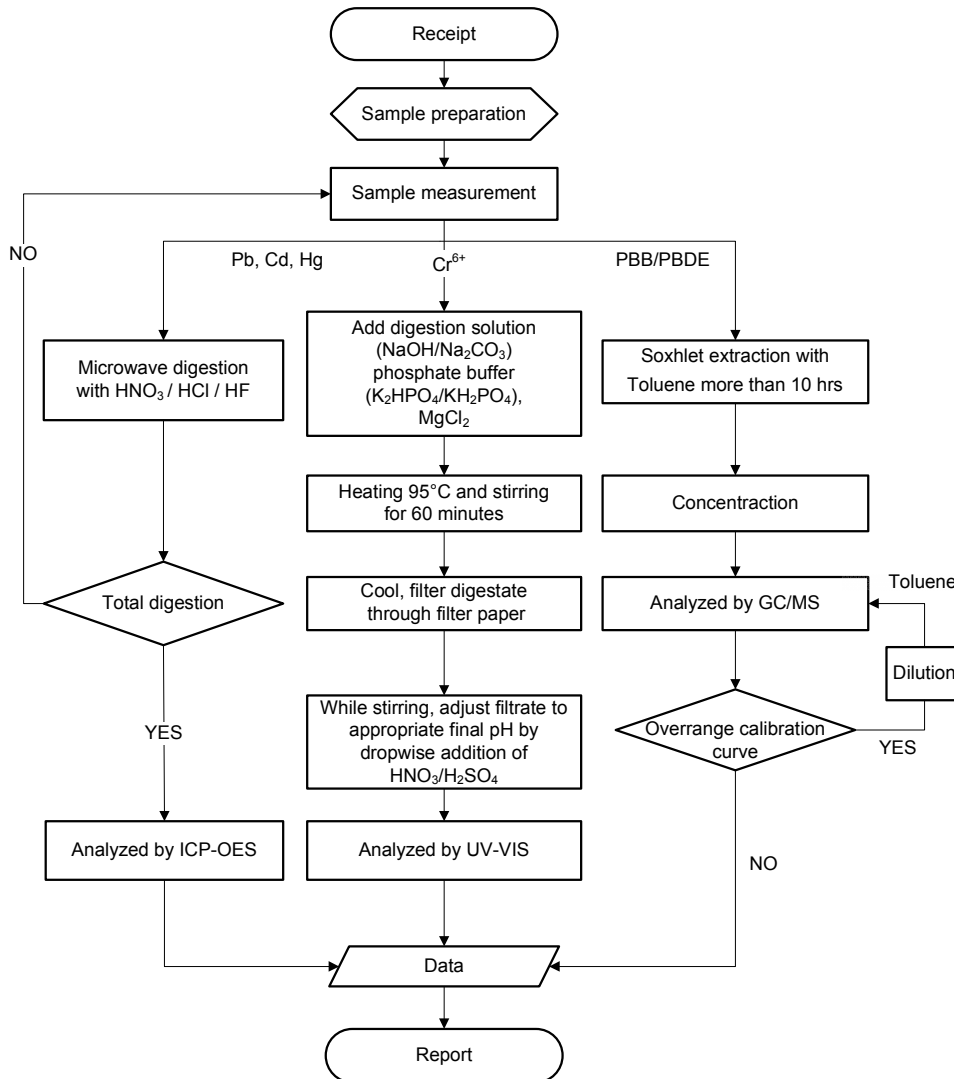 Receipt
Sample preparation
Sample measurement
NO
Pb, Cd, Hg
Cr⁶⁺
PBB/PBDE
Microwave digestion
with HNO₃ / HCl / HF
Add digestion solution
(NaOH/Na₂CO₃)
phosphate buffer
(K₂HPO₄/KH₂PO₄),
MgCl₂
Soxhlet extraction with
Toluene more than 10 hrs
Heating 95°C and stirring
for 60 minutes
Concentraction
Total digestion
Cool, filter digestate
through filter paper
Analyzed by GC/MS
Toluene
Dilution
YES
While stirring, adjust filtrate to
appropriate final pH by
dropwise addition of
HNO₃/H₂SO₄
Overrange calibration
curve
YES
Analyzed by ICP-OES
Analyzed by UV-VIS
NO
Data
Report